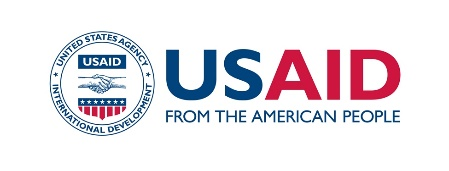 UNITED STATES AGENCY
USAID
INTERNATIONAL DEVELOPMENT
USAID
FROM THE AMERICAN PEOPLE